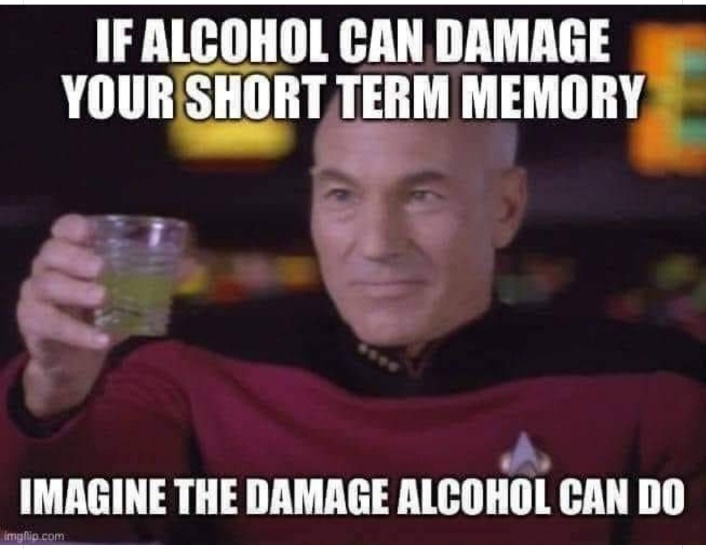 IF ALCOHOL CAN DAMAGE
YOUR SHORT TERM MEMORY
IMAGINE THE DAMAGE ALCOHOL CAN DO
imgflip.com